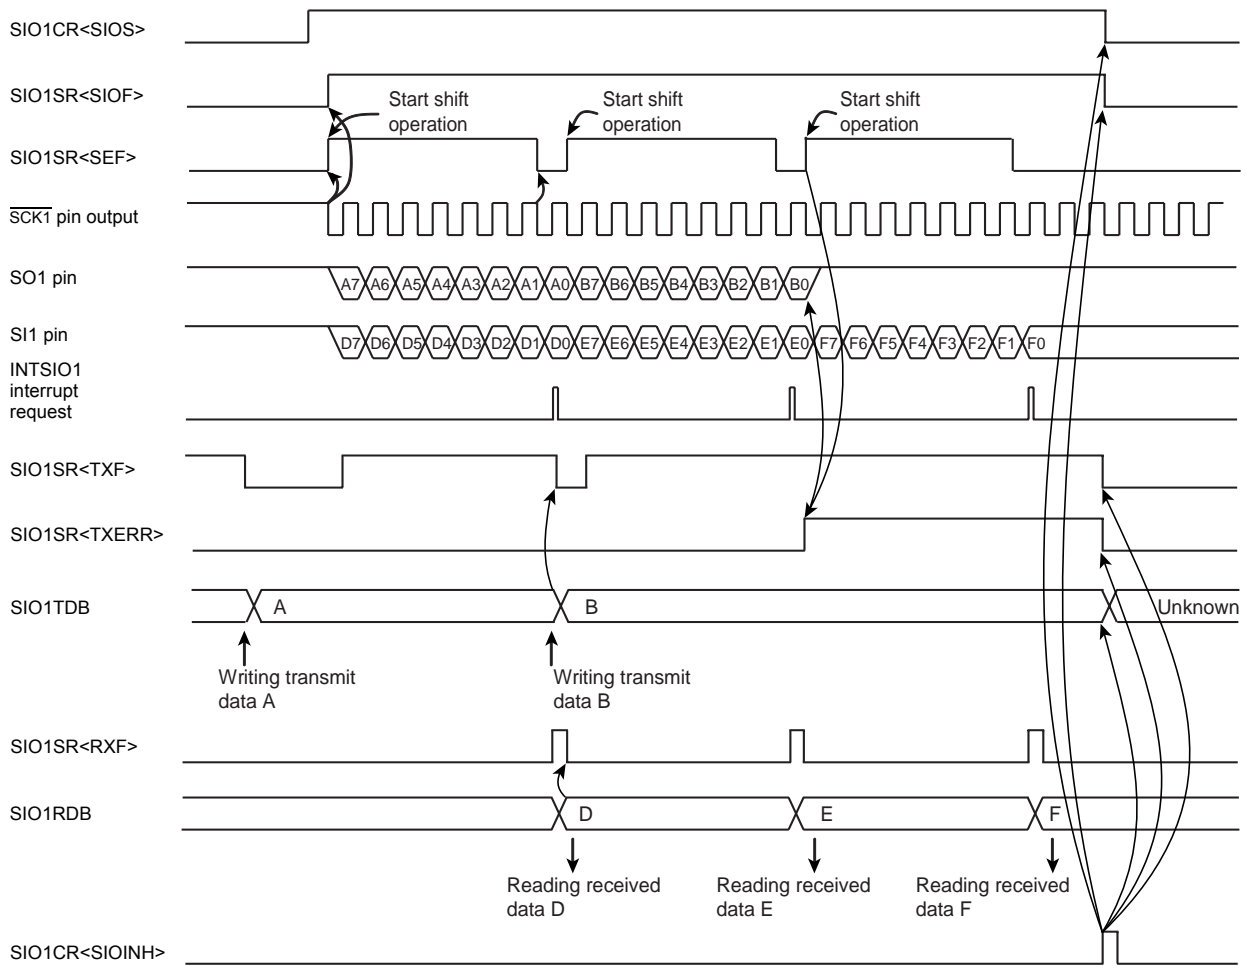 SIO1CR<SIOS>
SIO1SR<SIOF>
Start shift
operation
Start shift
operation
Start shift
operation
SIO1SR<SEF>
SCK1 pin output
SO1 pin
A7 A6 A5 A4 A3 A2 A1 A0 B7 B6 B5 B4 B3 B2 B1 B0
SI1 pin
D7 D6 D5 D4 D3 D2 D1 D0 E7 E6 E5 E4 E3 E2 E1 E0 F7 F6 F5 F4 F3 F2 F1 F0
INTSIO1
interrupt
request
SIO1SR<TXF>
SIO1SR<TXERR>
SIO1TDB
A
B
Unknown
Writing transmit
data A
Writing transmit
data B
SIO1SR<RXF>
SIO1RDB
D
E
F
Reading received
data D
Reading received
data E
Reading received
data F
SIO1CR<SIOINH>